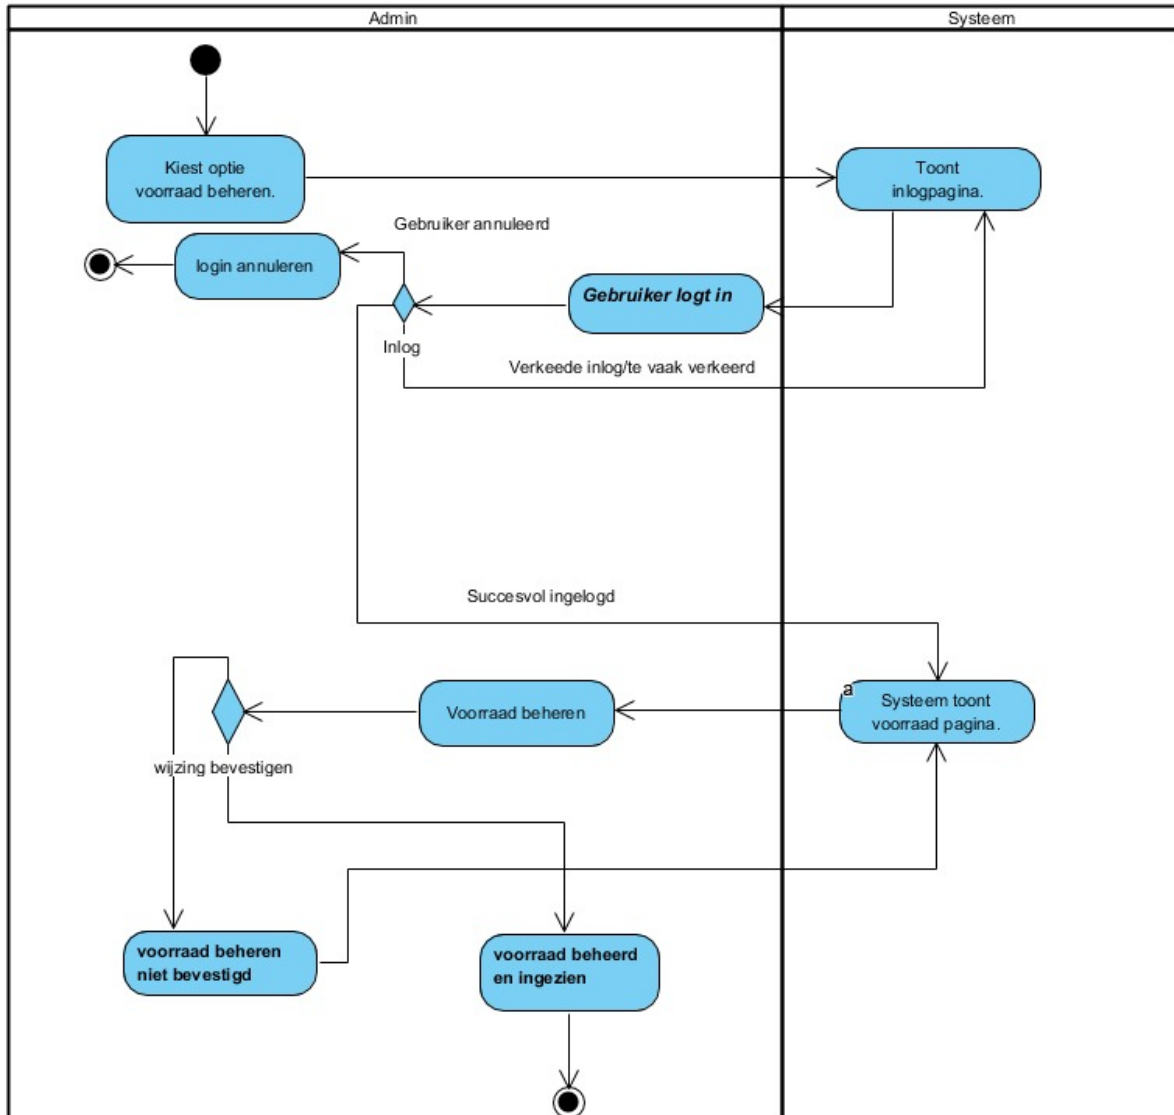 Admin
Systeem
Kiest optie
voorraad beheren.
Toont
inlogpagina.
Gebruiker annuleerd
login annuleren
Gebruiker logt in
Inlog
Verkeede inlog/te vaak verkeerd
Succesvol ingelogd
a
Systeem toont
voorraad pagina.
Voorraad beheren
wijzing bevestigen
voorraad beheren
niet bevestigd
voorraad beheerd
en ingezien